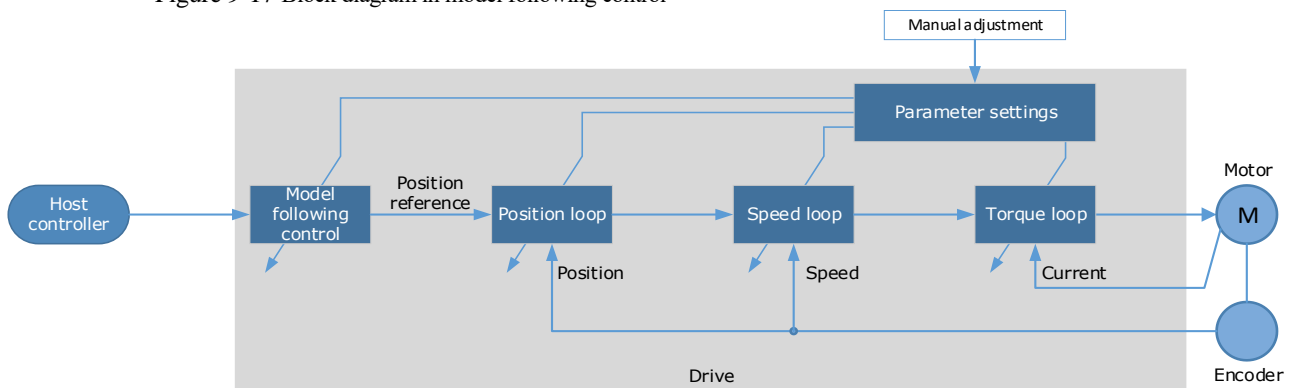 Figure 9-17 Block diagram in model following control
Manual adjustment
Parameter settings
Motor
Host
controller
Model
following
control
Position
reference
Position loop
Speed loop
Torque loop
M
Position
Speed
Current
Drive
Encoder